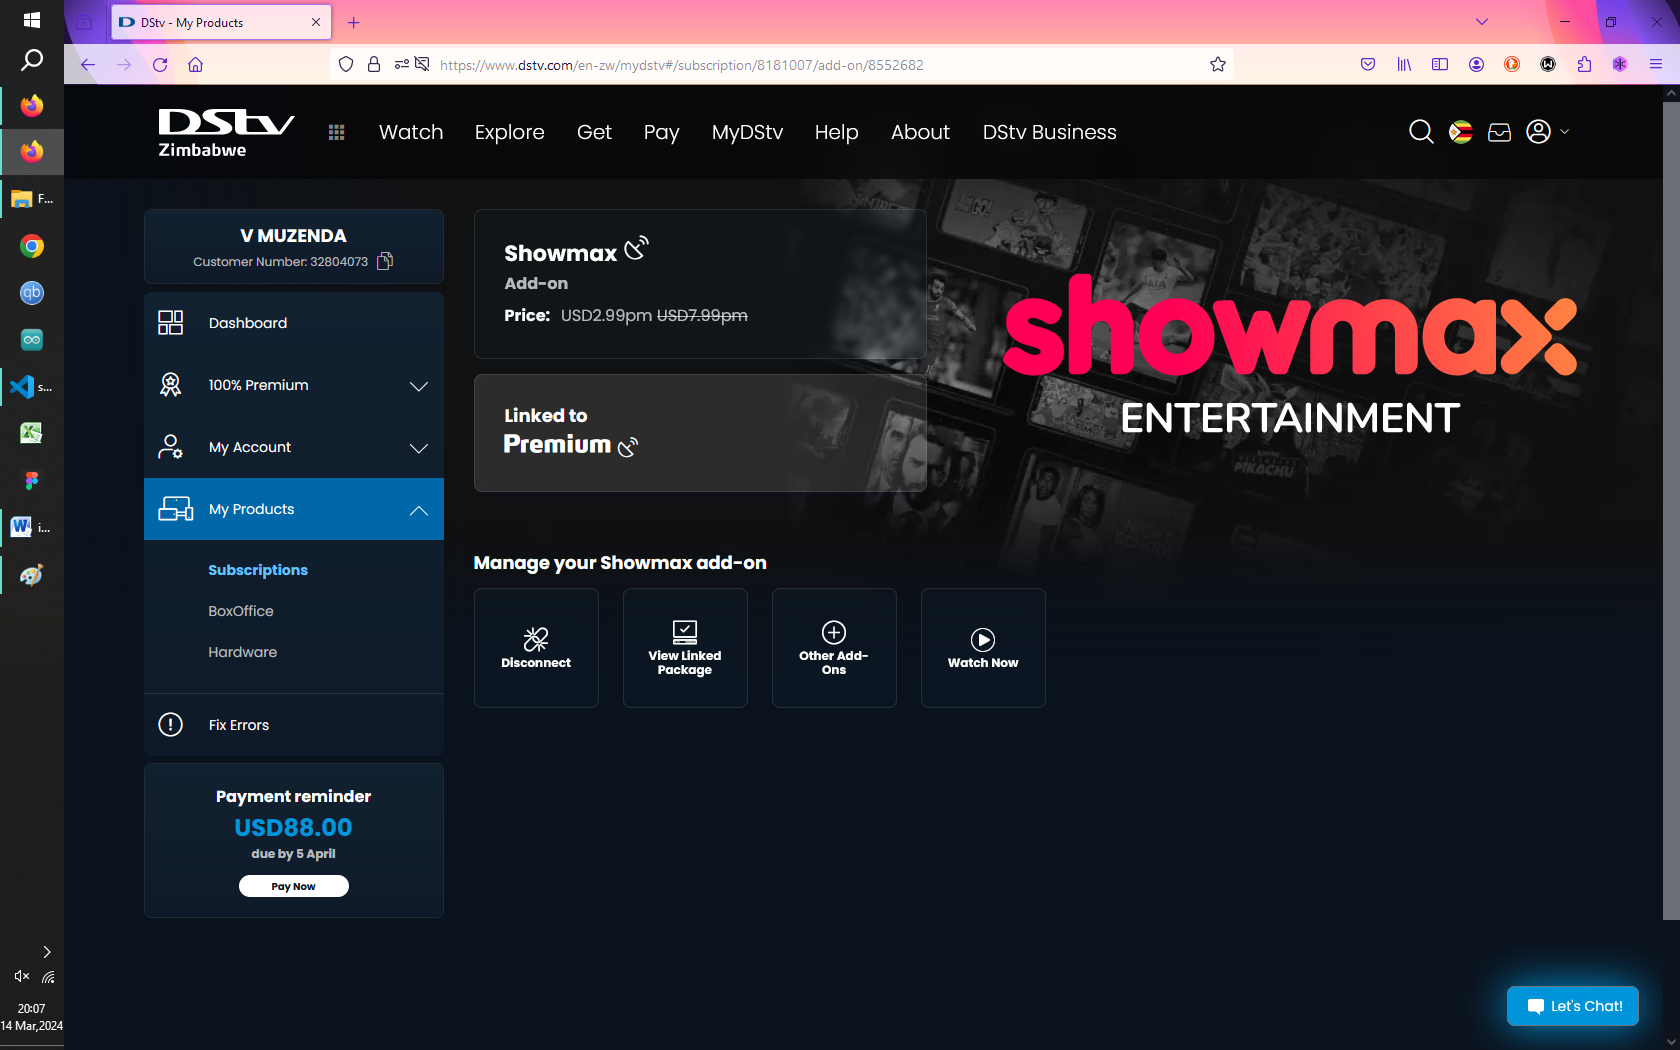 DStv - My Products
https://www.dstv.com/en-zw/mydstv#/subscription/8181007/add-on/8552682
DStv
Zimbabwe
Watch
Explore
Get
Pay
MyDStv
Help
About
DStv Business
V MUZENDA
Customer Number: 32804073
Dashboard
100% Premium
My Account
My Products
Subscriptions
BoxOffice
Hardware
Fix Errors
Payment reminder
USD88.00
due by 5 April
Pay Now
Showmax
Add-on
Price: USD2.99pm USD7.99pm
Linked to
Premium
showmax
ENTERTAINMENT
PIKACHU
Manage your Showmax add-on
Disconnect
View Linked
Package
Other Add-
Ons
Watch Now
Let's Chat!
F...
qb
s...
W
i...
20:07
14 Mar,2024